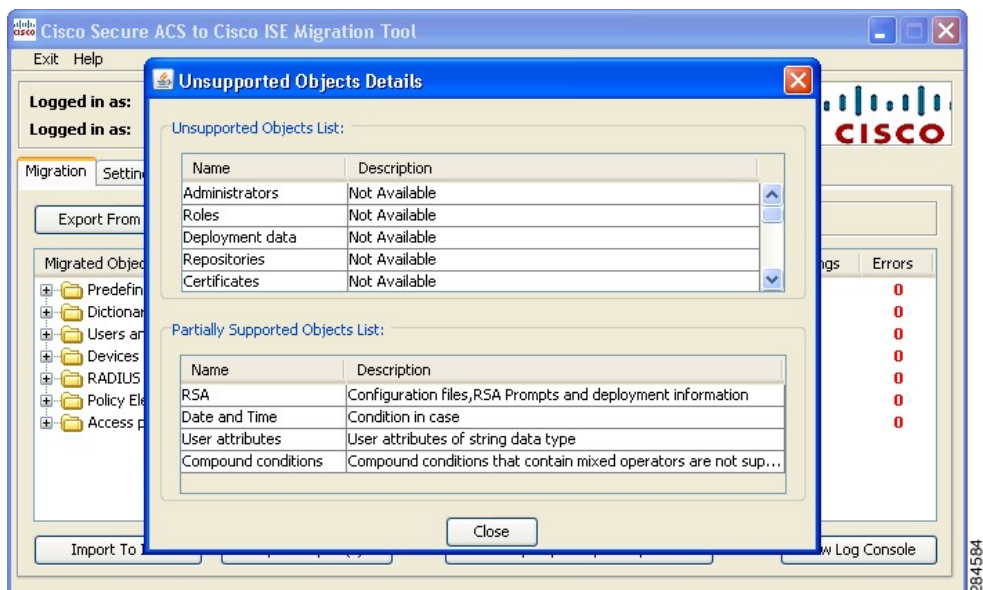 Cisco Secure ACS to Cisco ISE Migration Tool
Exit Help
Logged in as:
Logged in as:
CISCO
Migration
Export From
Unsupported Objects Details
Unsupported Objects List:
Name Description
Administrators Not Available
Roles Not Available
Deployment data Not Available
Repositories Not Available
Certificates Not Available
Partially Supported Objects List:
Name Description
RSA Configuration files,RSA Prompts and deployment information
Date and Time Condition in case
User attributes User attributes of string data type
Compound conditions Compound conditions that contain mixed operators are not sup...
Close
Migrated Objec
Errors
Predefin 0
Dictionar 0
Users an 0
Devices 0
RADIUS 0
Policy Ele 0
Access p 0
Import To
Log Console
284584